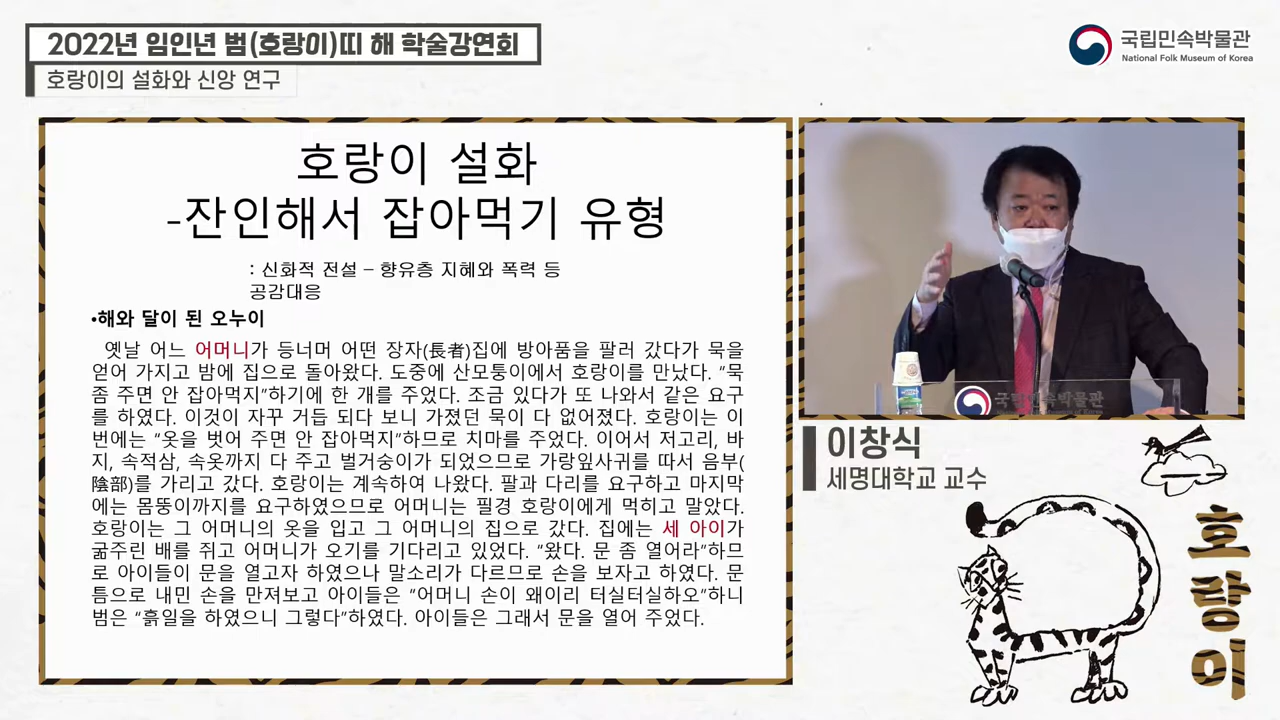 2022년 임인년 범(호랑이)띠 해 학술강연회
호랑이의 설화와 신앙 연구
국립민속박물관
National Folk Museum of Korea
호랑이 설화
-잔인해서 잡아먹기 유형
: 신화적 전설 – 향유층 지혜와 폭력 등
공감대응
•해와 달이 된 오누이
옛날 어느 어머니가 등너머 어떤 장자(長者)집에 방아품을 팔러 갔다가 묵을
얻어 가지고 밤에 집으로 돌아왔다. 도중에 산모퉁이에서 호랑이를 만났다. “묵
좀 주면 안 잡아먹지”하기에 한 개를 주었다. 조금 있다가 또 나와서 같은 요구
를 하였다. 이것이 자꾸 거듭 되다 보니 가졌던 묵이 다 없어졌다. 호랑이는 이
번에는 “옷을 벗어 주면 안 잡아먹지”하므로 치마를 주었다. 이어서 저고리, 바
지, 속적삼, 속옷까지 다 주고 벌거숭이가 되었으므로 가랑잎사귀를 따서 음부(
陰部)를 가리고 갔다. 호랑이는 계속하여 나왔다. 팔과 다리를 요구하고 마지막
에는 몸뚱이까지를 요구하였으므로 어머니는 필경 호랑이에게 먹히고 말았다.
호랑이는 그 어머니의 옷을 입고 그 어머니의 집으로 갔다. 집에는 세 아이가
굶주린 배를 쥐고 어머니가 오기를 기다리고 있었다. “왔다. 문 좀 열어라”하므
로 아이들이 문을 열고자 하였으나 말소리가 다르므로 손을 보자고 하였다. 문
틈으로 내민 손을 만져보고 아이들은 “어머니 손이 왜이리 터실터실하오”하니
범은 “흙일을 하였으니 그렇다”하였다. 아이들은 그래서 문을 열어 주었다.
국립민속박물관
이창식
세명대학교 교수
호랑이